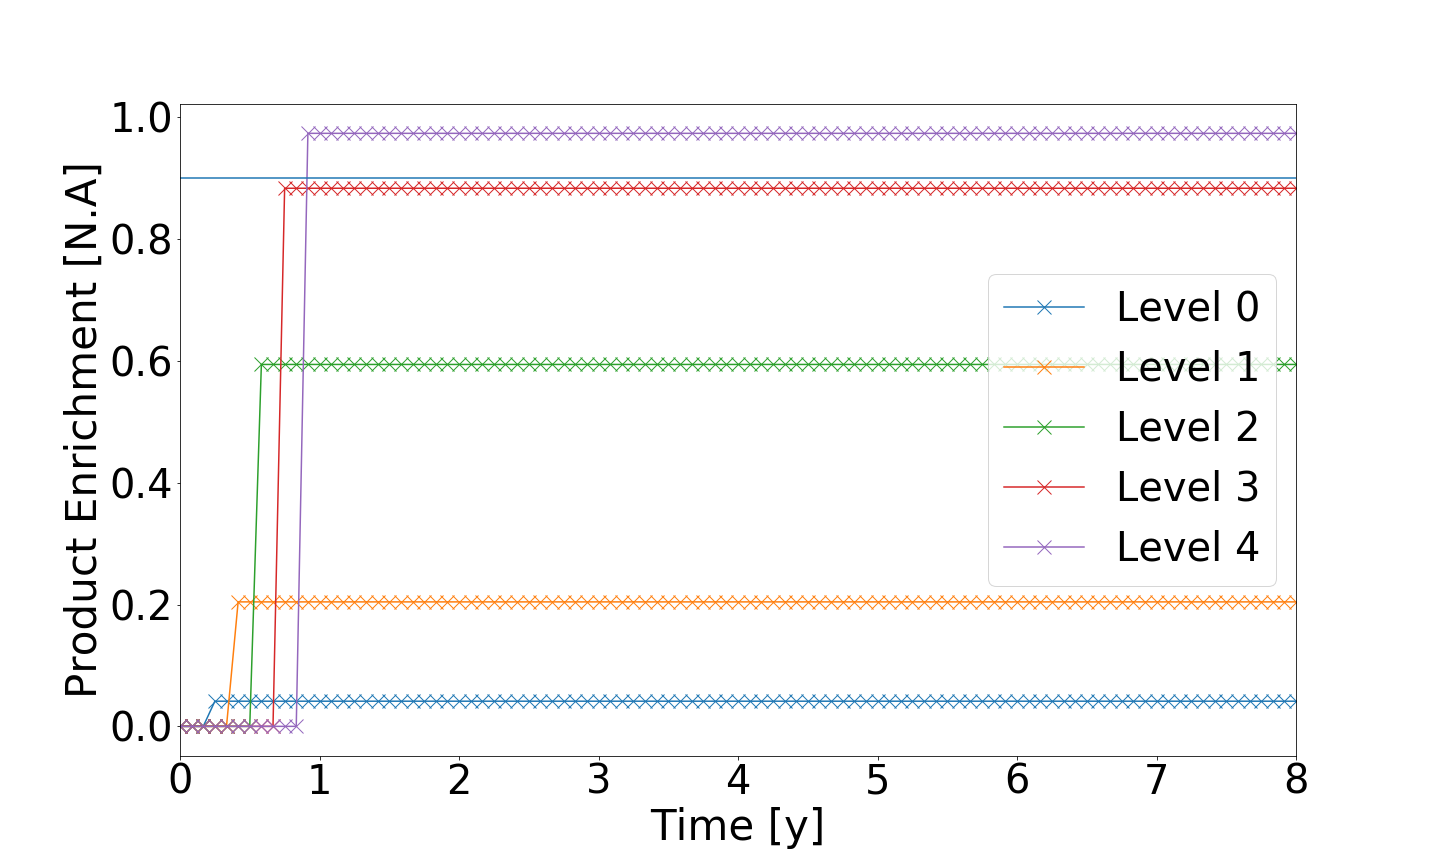 Product Enrichment [N.A]
1.0
0.8
0.6
0.4
0.2
0.0
Level 0
Level 1
Level 2
Level 3
Level 4
0 1 2 3 4 5 6 7 8
Time [y]